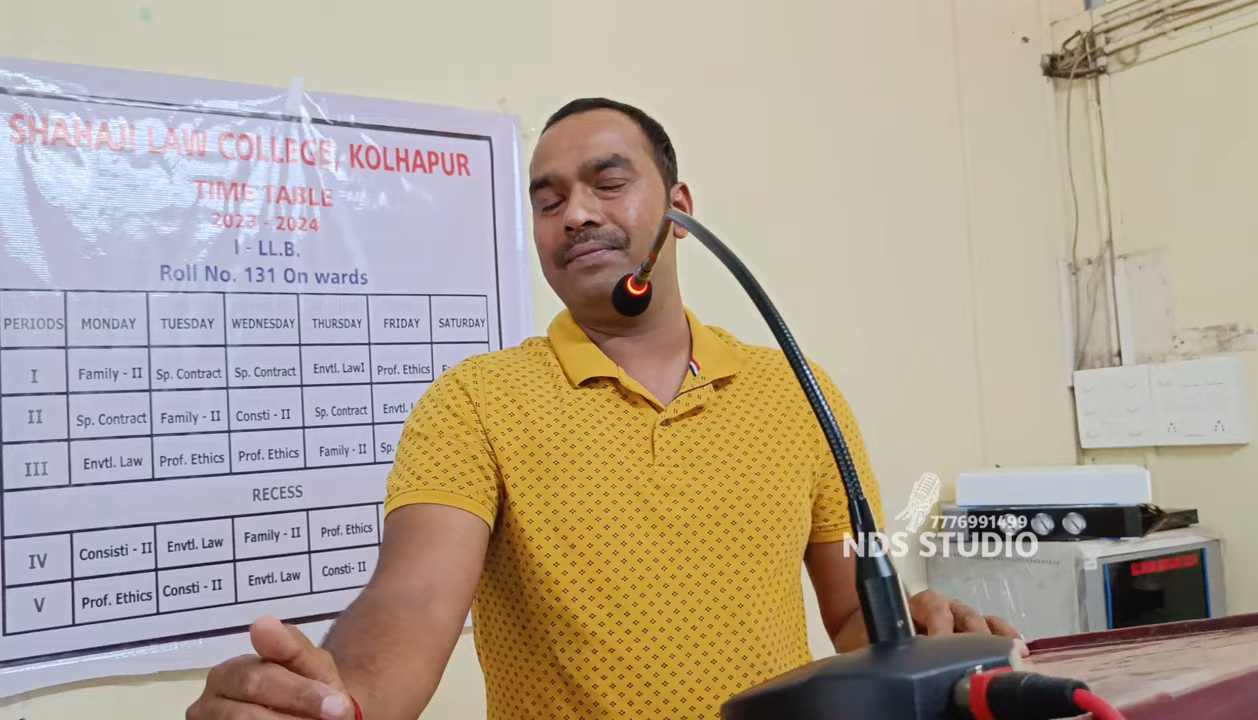 SHAHAJI LAW COLLEGE, KOLHAPUR
TIME TABLE
2023 - 2024
I - LL.B.
Roll No. 131 On wards
PERIODS MONDAY TUESDAY WEDNESDAY THURSDAY FRIDAY SATURDAY
I Family - II Sp. Contract Sp. Contract Envtl. LawI Prof. Ethics
II Sp. Contract Family - II Consti - II Sp. Contract Envtl.
III Envtl. Law Prof. Ethics Prof. Ethics Family - II Sp.
RECESS
IV Consisti - II Envtl. Law Family - II Prof. Ethics
V Prof. Ethics Consti - II Envtl. Law Consti- II
7776991499
NDS STUDIO